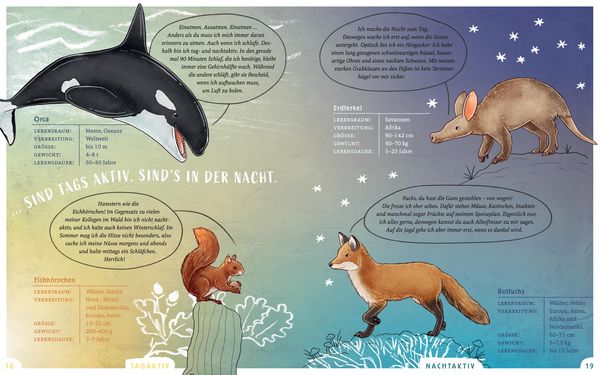 Einatmen. Ausatmen. Einatmen ...
Anders als du muss ich mich immer daran
erinnern zu atmen. Auch wenn ich schlafe. Des-
halb bin ich tag- und nachtaktiv. In den gerade
mal 90 Minuten Schlaf, die ich benötige, bleibt
immer eine Gehirnhälfte wach. Während
die andere schläft, gibt sie Bescheid,
wenn ich auftauchen muss,
um Luft zu holen.
Orca
LEBENSRAUM: Meere, Ozeane
VERBREITUNG: Weltweit
GRÖSSE: bis 10 m
GEWICHT: 4–8 t
LEBENSDAUER: 50–80 Jahre
... SIND TAGS AKTIV, SIND'S IN DER NACHT.
Hamstern wie die
Eichhörnchen! Im Gegensatz zu vielen
meiner Kollegen im Wald bin ich nicht nacht-
aktiv, und ich halte auch keinen Winterschlaf. Im
Sommer mag ich die Hitze nicht besonders, also
suche ich meine Nüsse morgens und abends
und halte mittags ein Schläfchen.
Herrlich!
Eichhörnchen
LEBENSRAUM: Wälder, Städte
VERBREITUNG: Nord-, Mittel-
und Südamerika,
Europa, Asien
GRÖSSE: 15–25 cm
GEWICHT: 200–400 g
LEBENSDAUER: 3–7 Jahre
18
TAGAKTIV
Ich mache die Nacht zum Tag.
Deswegen wache ich erst auf, wenn die Sonne
untergeht. Optisch bin ich ein Hingucker: Ich habe
einen lang gezogenen schweineartigen Rüssel, hasen-
artige Ohren und einen nackten Schwanz. Mit meinen
starken Grabklauen an den Füßen ist kein Termiten-
hügel vor mir sicher.
Erdferkel
LEBENSRAUM: Savannen
VERBREITUNG: Afrika
GRÖSSE: 90–142 cm
GEWICHT: 40–70 kg
LEBENSDAUER: 5–25 Jahre
Fuchs, du hast die Gans gestohlen – von wegen!
Die fresse ich eher selten. Dafür stehen Mäuse, Kaninchen, Insekten
und manchmal sogar Früchte auf meinem Speiseplan. Eigentlich esse
ich alles gerne, deswegen kannst du auch Allesfresser zu mir sagen.
Auf die Jagd gehe ich aber immer erst, wenn es dunkel wird.
Rotfuchs
LEBENSRAUM: Wälder, Felder
VERBREITUNG: Europa, Asien,
Afrika und
Nordamerika
GRÖSSE: 62–75 cm
GEWICHT: 5–7,5 kg
LEBENSDAUER: bis 15 Jahre
NACHTAKTIV
19